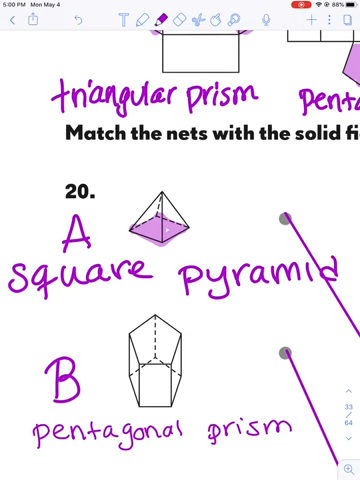 5:00 PM Mon May 4 88%
triangular prism penta
Match the nets with the solid fi
20.
A
square pyramid
B
pentagonal prism
33
/
64